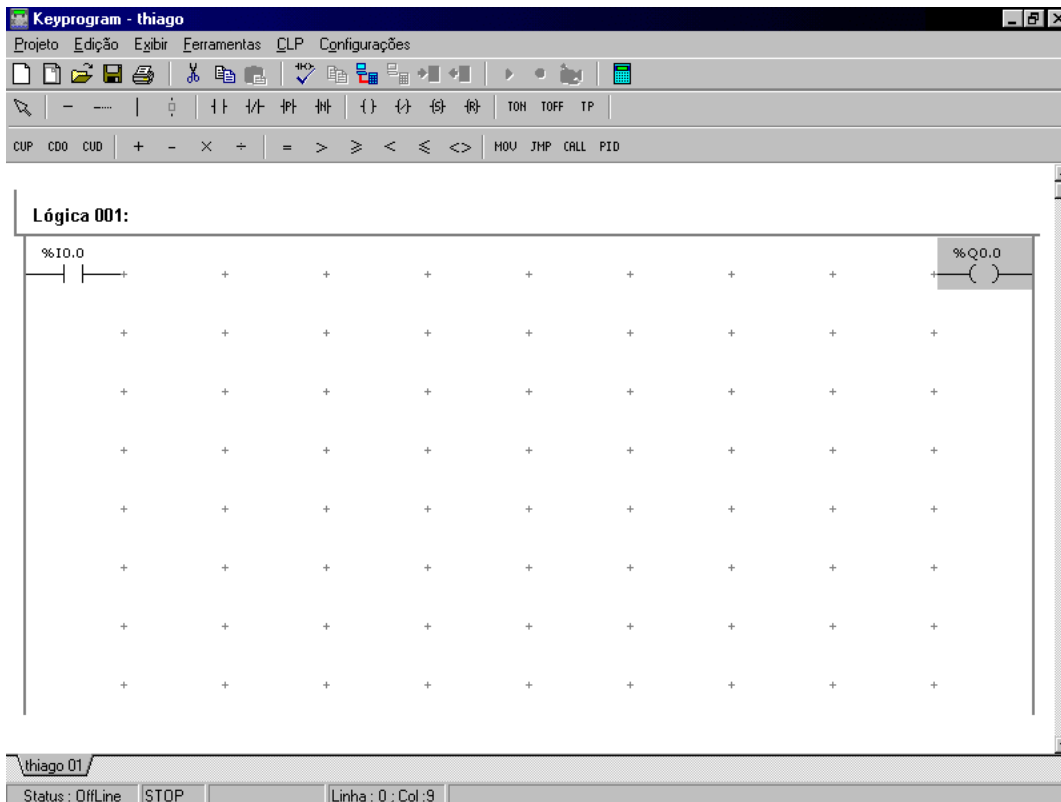 Keyprogram - thiago
Projeto Edição Exibir Ferramentas CLP Configurações
TON TOFF TP
CUP CDO CUD + − × ÷ = > ≥ < ≤ <> MOV JMP CALL PID
Lógica 001:
%I0.0 %Q0.0
thiago 01
Status : OffLine STOP Linha : 0 : Col :9